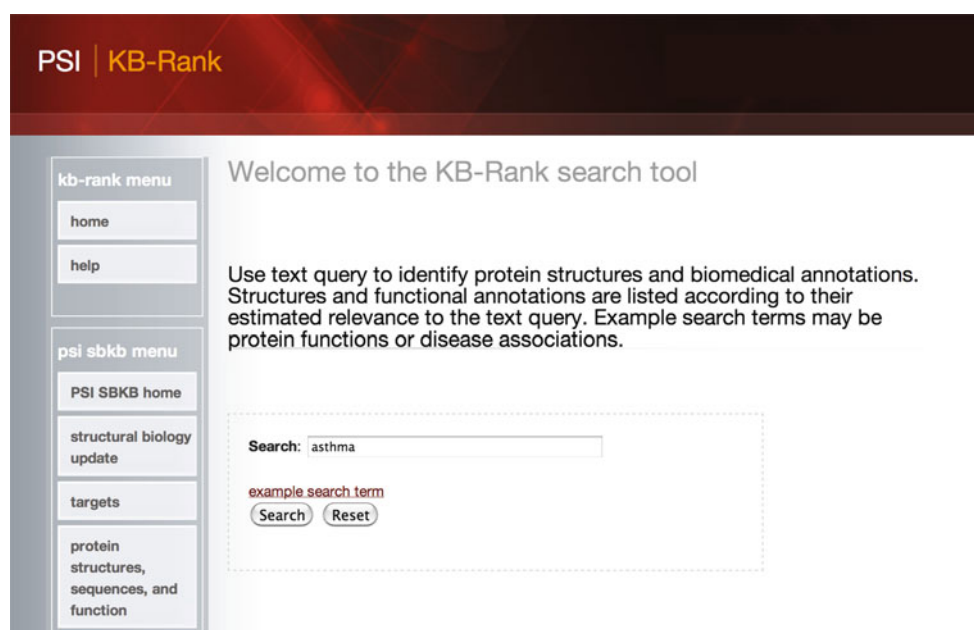 PSI | KB-Rank
kb-rank menu
home
help
psi sbkb menu
PSI SBKB home
structural biology
update
targets
protein
structures,
sequences, and
function
Welcome to the KB-Rank search tool
Use text query to identify protein structures and biomedical annotations.
Structures and functional annotations are listed according to their
estimated relevance to the text query. Example search terms may be
protein functions or disease associations.
Search: asthma
example search term
Search Reset